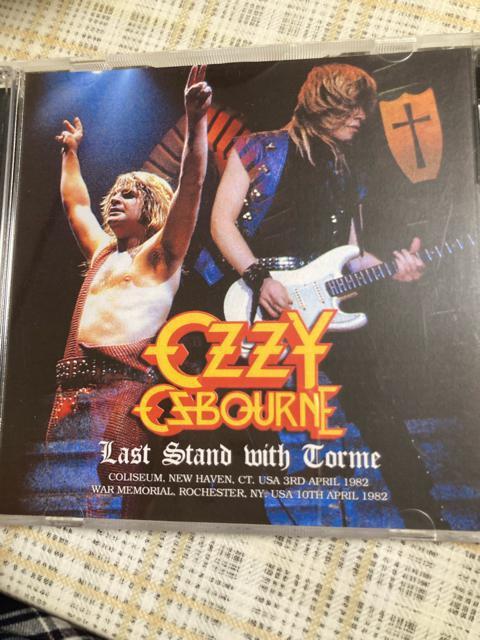 OZZY
OSBOURNE
Last Stand with Torme
COLISEUM, NEW HAVEN, CT. USA 3RD APRIL 1982
WAR MEMORIAL, ROCHESTER, NY. USA 10TH APRIL 1982